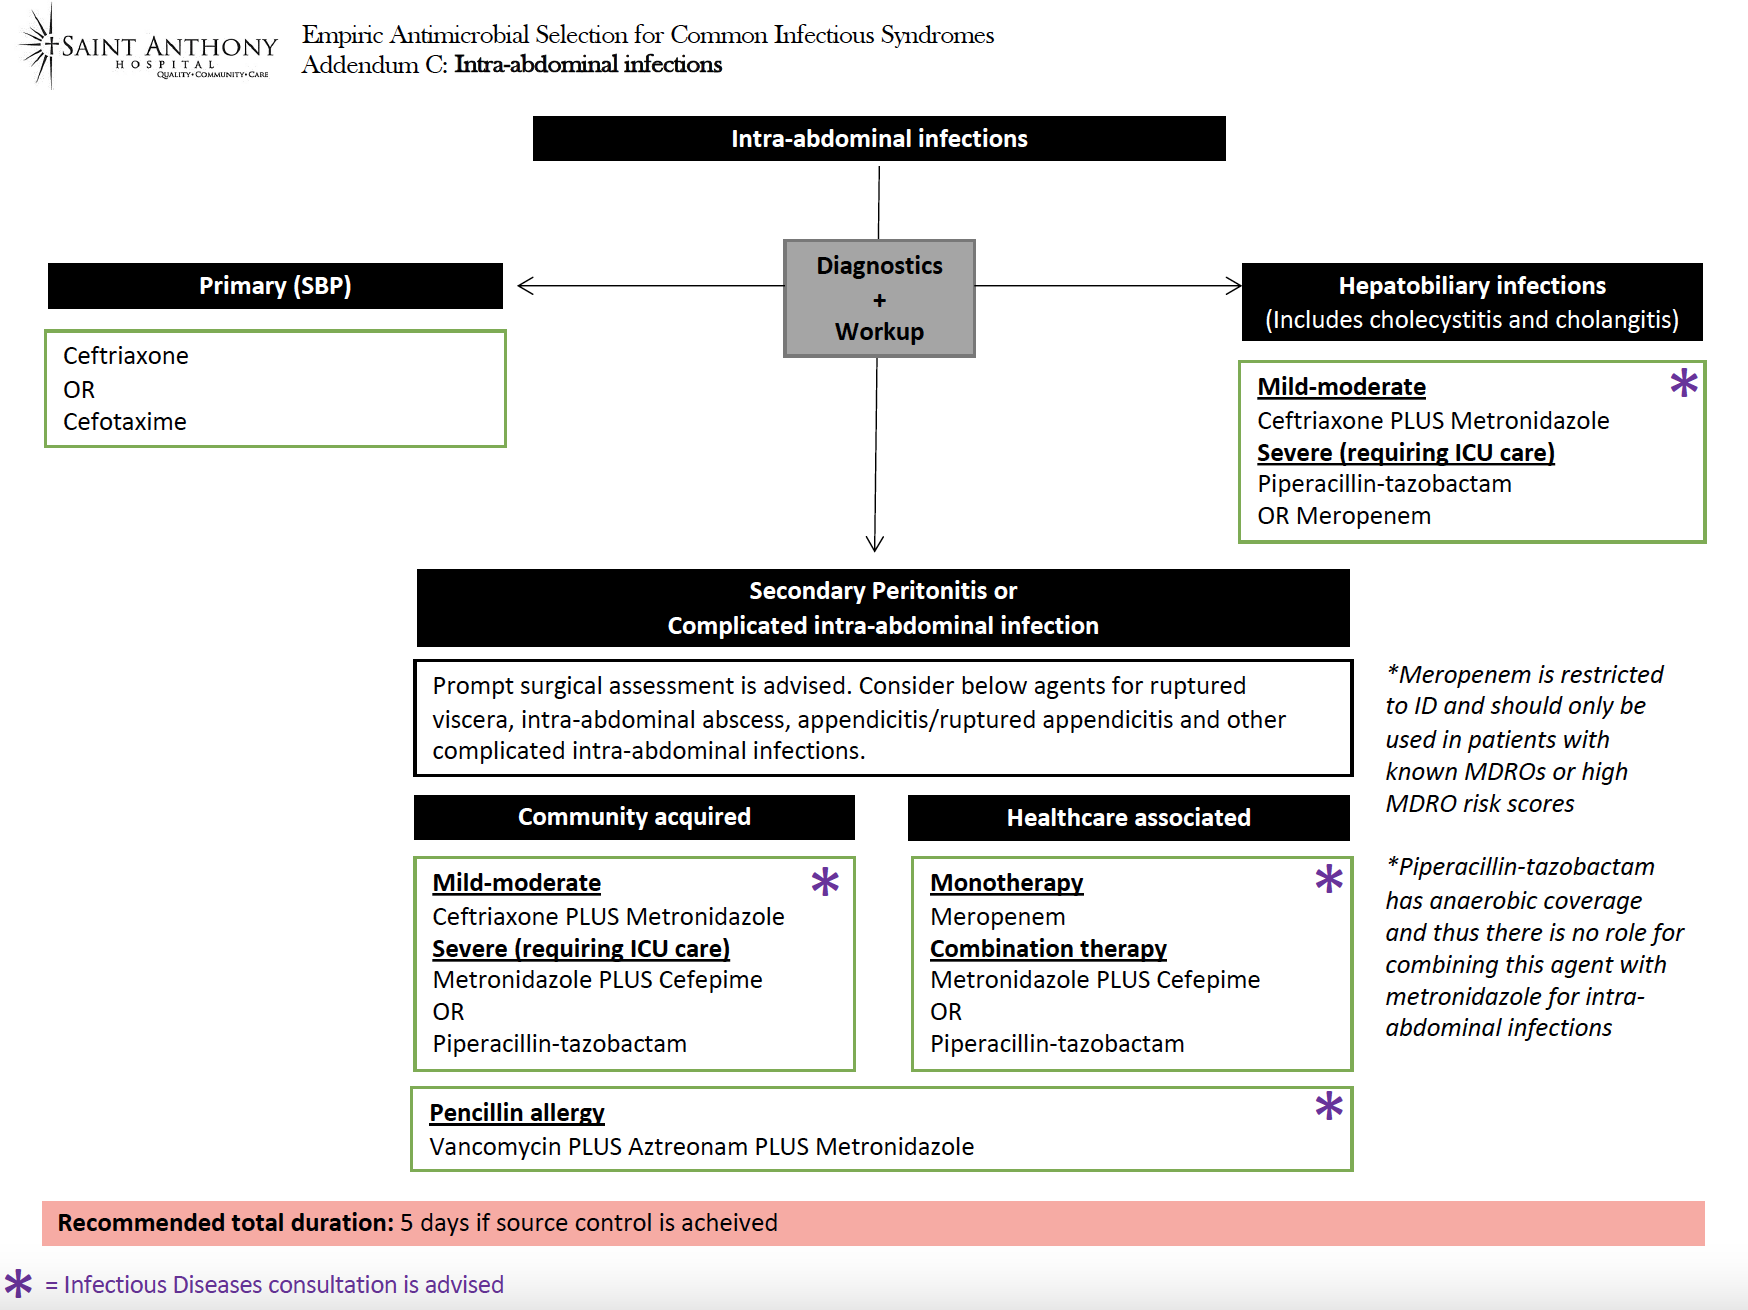 SAINT ANTHONY
HOSPITAL
QUALITY•COMMUNITY•CARE
Empiric Antimicrobial Selection for Common Infectious Syndromes
Addendum C: Intra-abdominal infections
Intra-abdominal infections
Diagnostics
+
Workup
Primary (SBP)
Ceftriaxone
OR
Cefotaxime
Hepatobiliary infections
(Includes cholecystitis and cholangitis)
Mild-moderate *
Ceftriaxone PLUS Metronidazole
Severe (requiring ICU care)
Piperacillin-tazobactam
OR Meropenem
Secondary Peritonitis or
Complicated intra-abdominal infection
Prompt surgical assessment is advised. Consider below agents for ruptured
viscera, intra-abdominal abscess, appendicitis/ruptured appendicitis and other
complicated intra-abdominal infections.
Community acquired
Mild-moderate *
Ceftriaxone PLUS Metronidazole
Severe (requiring ICU care)
Metronidazole PLUS Cefepime
OR
Piperacillin-tazobactam
Healthcare associated
Monotherapy *
Meropenem
Combination therapy
Metronidazole PLUS Cefepime
OR
Piperacillin-tazobactam
Pencillin allergy *
Vancomycin PLUS Aztreonam PLUS Metronidazole
*Meropenem is restricted
to ID and should only be
used in patients with
known MDROs or high
MDRO risk scores
*Piperacillin-tazobactam
has anaerobic coverage
and thus there is no role for
combining this agent with
metronidazole for intra-
abdominal infections
Recommended total duration: 5 days if source control is acheived
* = Infectious Diseases consultation is advised